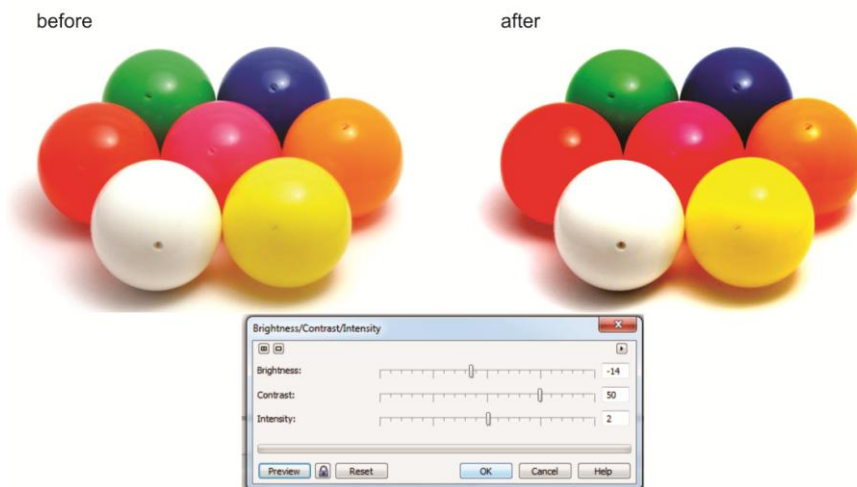 before
after
Brightness/Contrast/Intensity
Brightness: -14
Contrast: 50
Intensity: 2
Preview Reset OK Cancel Help